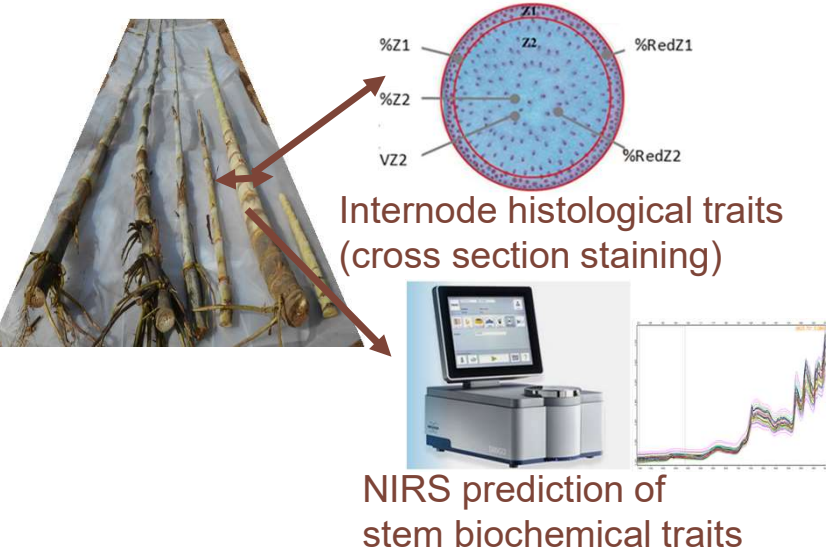 Z1
Z2
%Z1
%RedZ1
%Z2
VZ2
%RedZ2
Internode histological traits
(cross section staining)
NIRS prediction of
stem biochemical traits